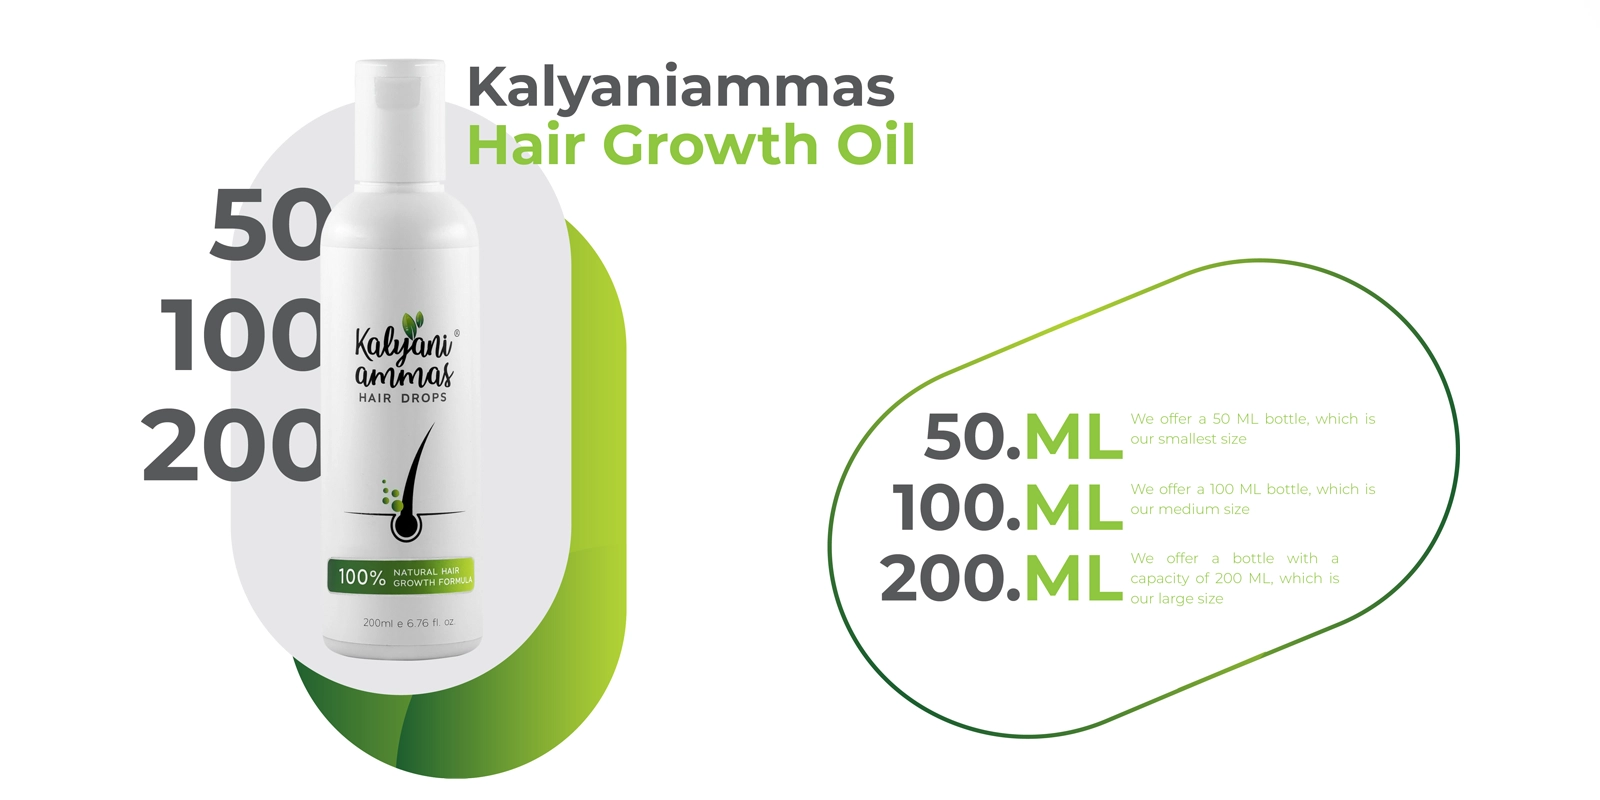 Kalyaniammas
Hair Growth Oil
50
100
200
Kalyani®
ammas
HAIR DROPS
100% NATURAL HAIR
GROWTH FORMULA
200ml e 6.76 fl. oz.
50.ML
We offer a 50 ML bottle, which is
our smallest size
100.ML
We offer a 100 ML bottle, which is
our medium size
200.ML
We offer a bottle with a
capacity of 200 ML, which is
our large size